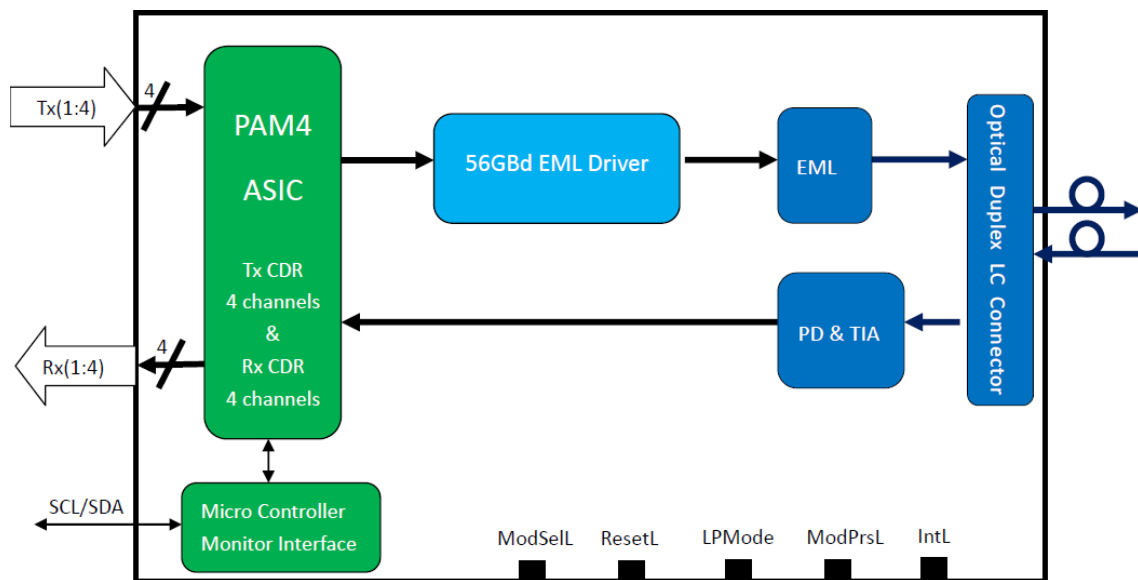 Tx(1:4)
4
PAM4
ASIC
Tx CDR
4 channels
&
Rx CDR
4 channels
56GBd EML Driver
EML
Optical Duplex LC Connector
PD & TIA
Rx(1:4)
4
SCL/SDA
Micro Controller
Monitor Interface
ModSelL
ResetL
LPMode
ModPrsL
IntL